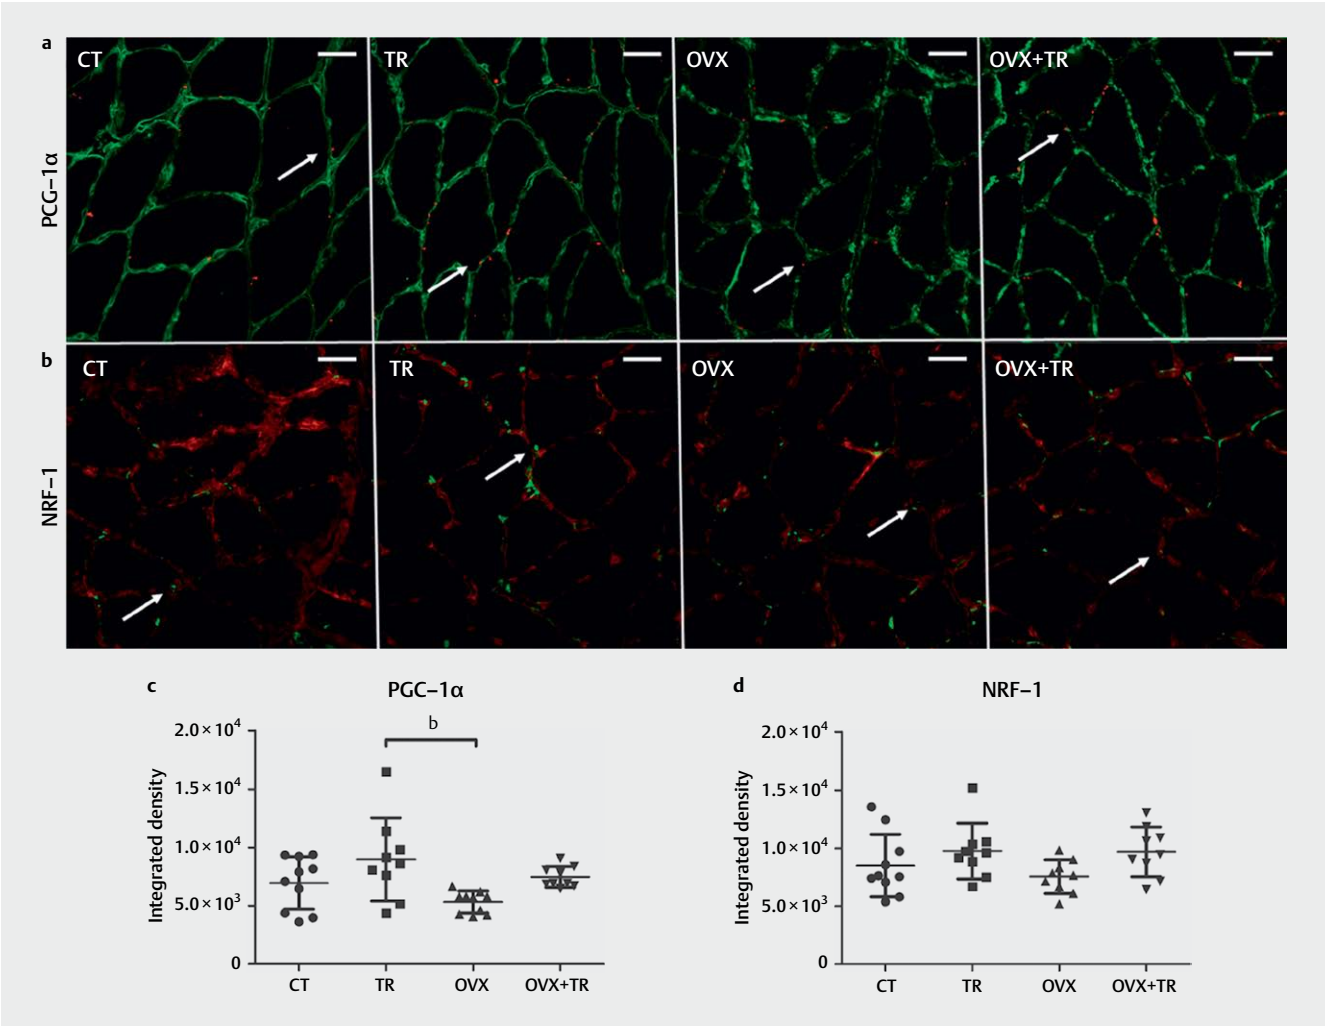 a
CT
TR
OVX
OVX+TR
PCG–1α
b
CT
TR
OVX
OVX+TR
NRF–1
c
PGC–1α
b
Integrated density
2.0×10⁴
1.5×10⁴
1.0×10⁴
5.0×10³
0
CT TR OVX OVX+TR
d
NRF–1
Integrated density
2.0×10⁴
1.5×10⁴
1.0×10⁴
5.0×10³
0
CT TR OVX OVX+TR